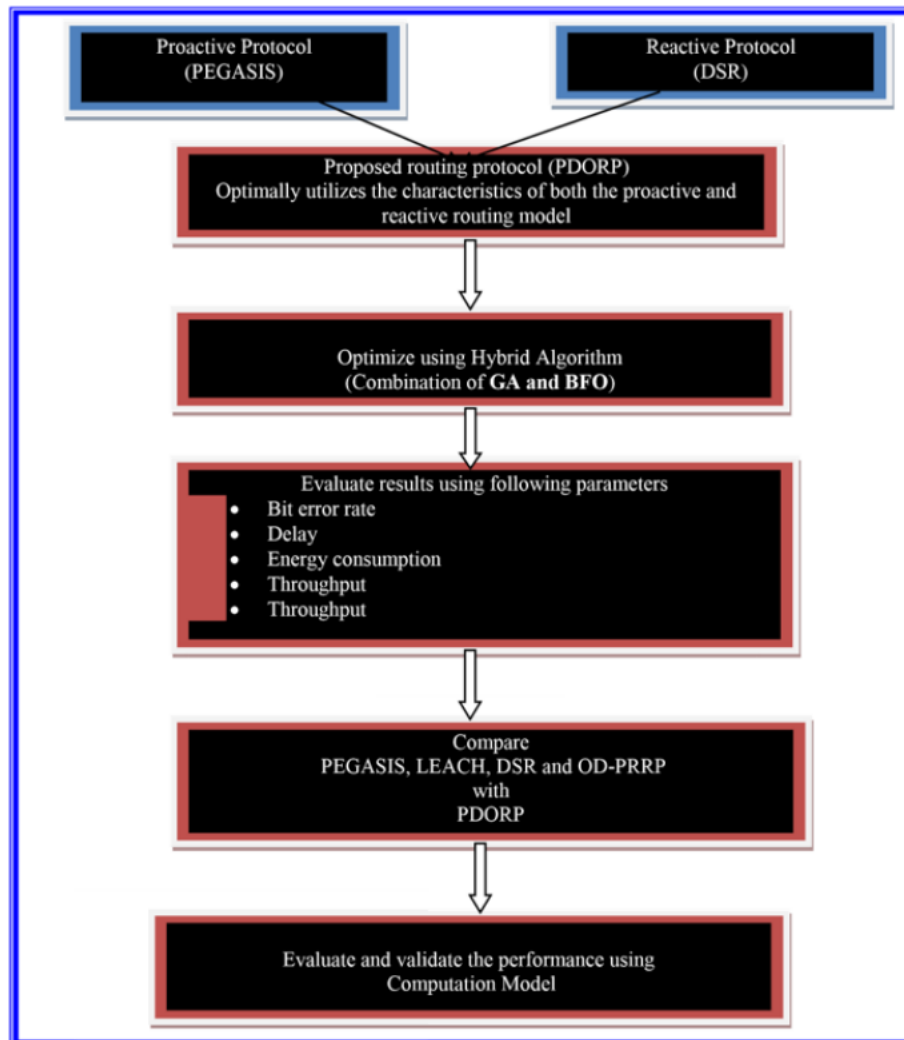 Proactive Protocol
(PEGASIS)
Reactive Protocol
(DSR)
Proposed routing protocol (PDORP)
Optimally utilizes the characteristics of both the proactive and
reactive routing model
Optimize using Hybrid Algorithm
(Combination of GA and BFO)
Evaluate results using following parameters
• Bit error rate
• Delay
• Energy consumption
• Throughput
• Throughput
Compare
PEGASIS, LEACH, DSR and OD-PRRP
with
PDORP
Evaluate and validate the performance using
Computation Model